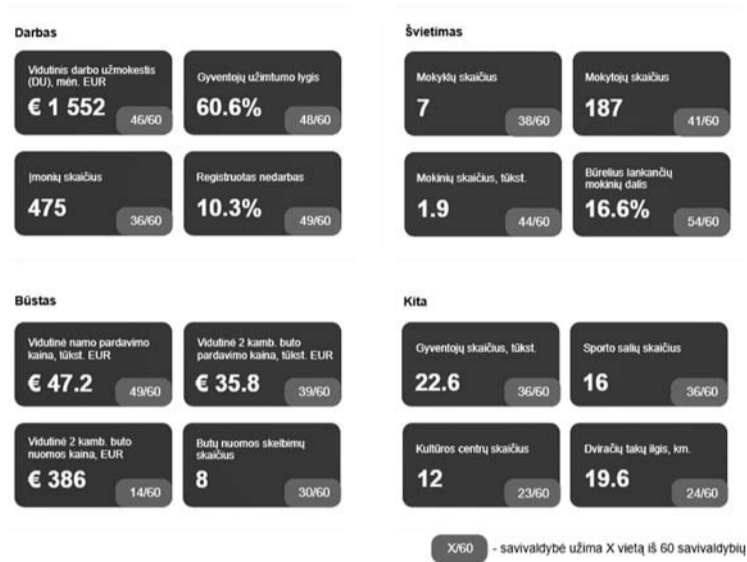 Darbas
Vidutinis darbo užmokestis
(DU), mėn. EUR
€ 1 552
46/60
Gyventojų užimtumo lygis
60.6%
48/60
Įmonių skaičius
475
36/60
Registruotas nedarbas
10.3%
49/60
Švietimas
Mokyklų skaičius
7
38/60
Mokytojų skaičius
187
41/60
Mokinių skaičius, tūkst.
1.9
44/60
Būrelius lankančių
mokinių dalis
16.6%
54/60
Būstas
Vidutinė namo pardavimo
kaina, tūkst. EUR
€ 47.2
49/60
Vidutinė 2 kamb. buto
pardavimo kaina, tūkst. EUR
€ 35.8
39/60
Vidutinė 2 kamb. buto
nuomos kaina, EUR
€ 386
14/60
Butų nuomos skelbimų
skaičius
8
30/60
Kita
Gyventojų skaičius, tūkst.
22.6
36/60
Sporto salių skaičius
16
36/60
Kultūros centrų skaičius
12
23/60
Dviračių takų ilgis, km.
19.6
24/60
X/60 - savivaldybė užima X vietą iš 60 savivaldybių